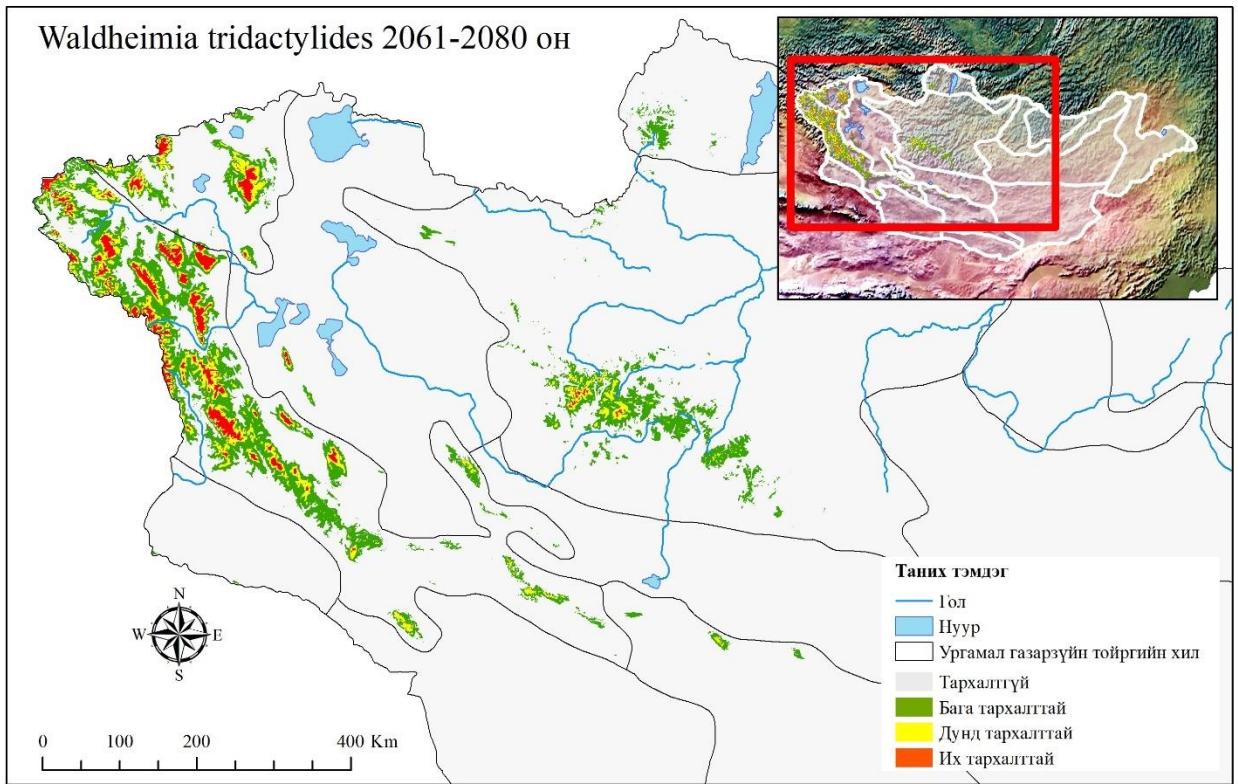 Waldheimia tridactylides 2061-2080 он
N
W E
S
0 100 200 400 Km
Таних тэмдэг
Гол
Нуур
Ургамал газарзүйн тойргийн хил
Тархалтгүй
Бага тархалттай
Дунд тархалттай
Их тархалттай